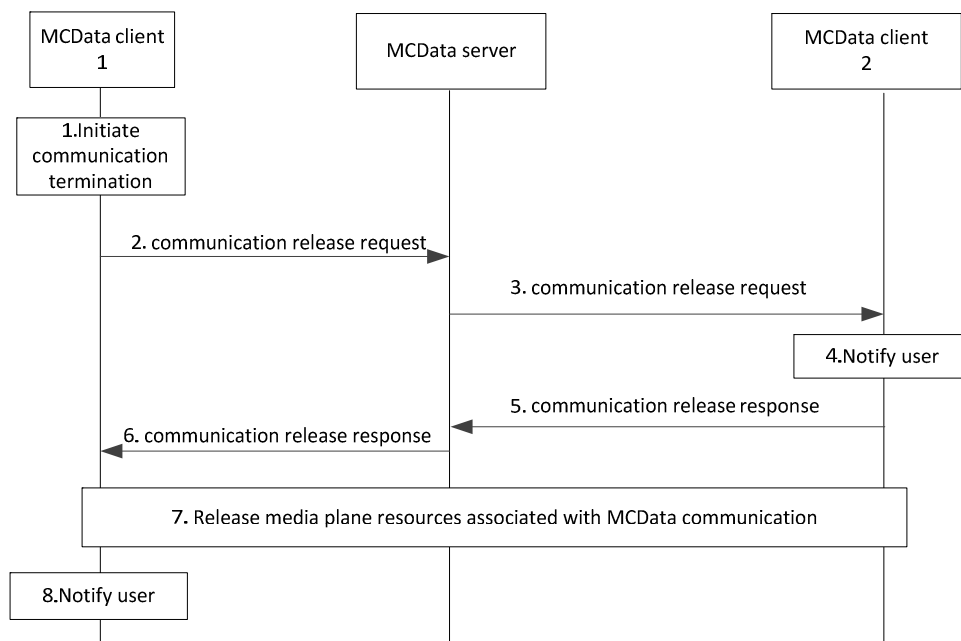 MCData client
1
MCData server
MCData client
2
1.Initiate
communication
termination
2. communication release request
3. communication release request
4.Notify user
5. communication release response
6. communication release response
7. Release media plane resources associated with MCData communication
8.Notify user